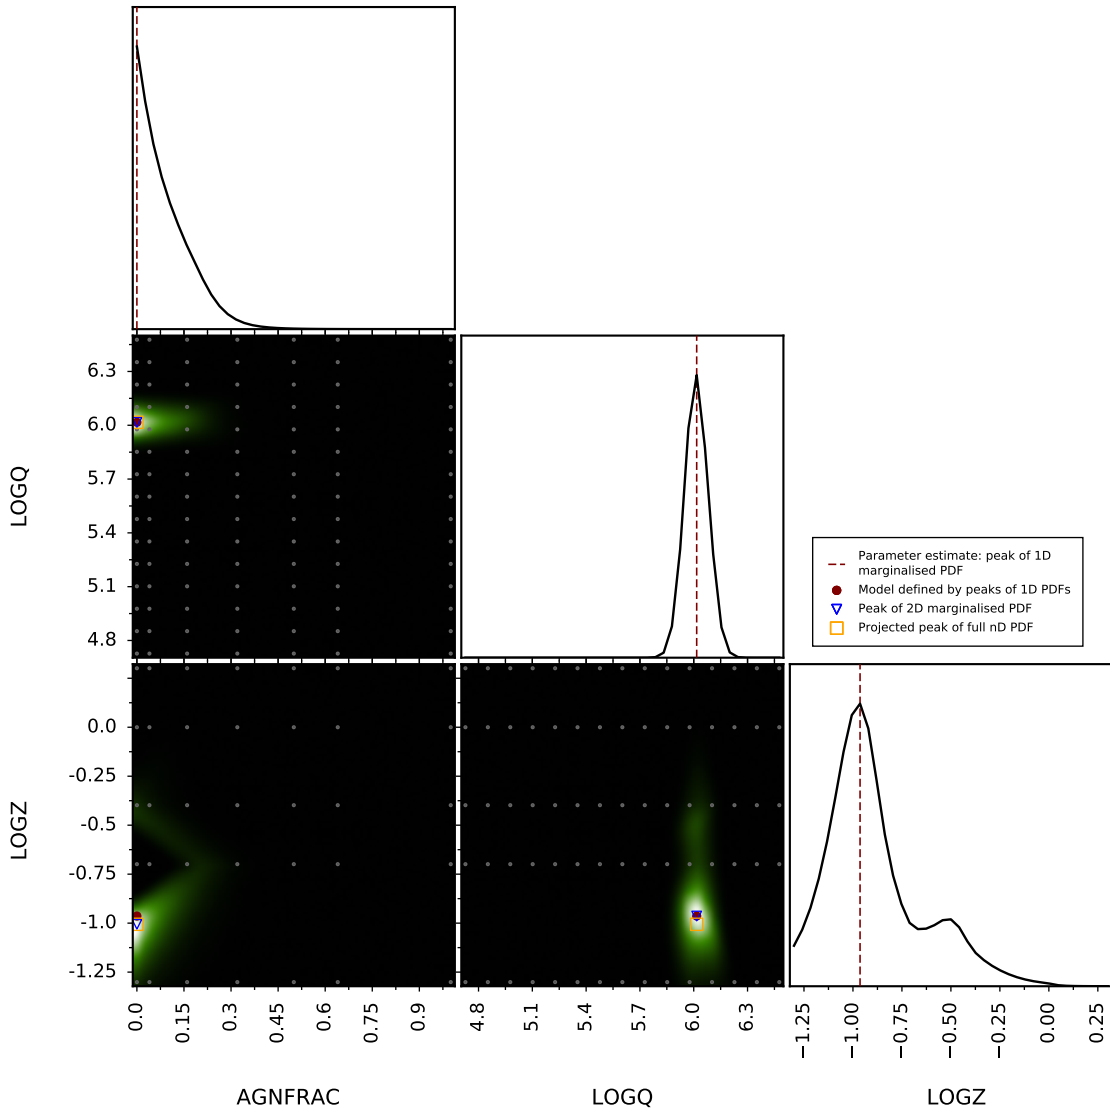 6.3
6.0
5.7
5.4
5.1
4.8
LOGQ
Parameter estimate: peak of 1D
marginalised PDF
Model defined by peaks of 1D PDFs
Peak of 2D marginalised PDF
Projected peak of full nD PDF
0.0
-0.25
-0.5
-0.75
-1.0
-1.25
LOGZ
0.0 0.15 0.3 0.45 0.6 0.75 0.9
4.8 5.1 5.4 5.7 6.0 6.3
−1.25 −1.00 −0.75 −0.50 −0.25 0.00 0.25
AGNFRAC LOGQ LOGZ